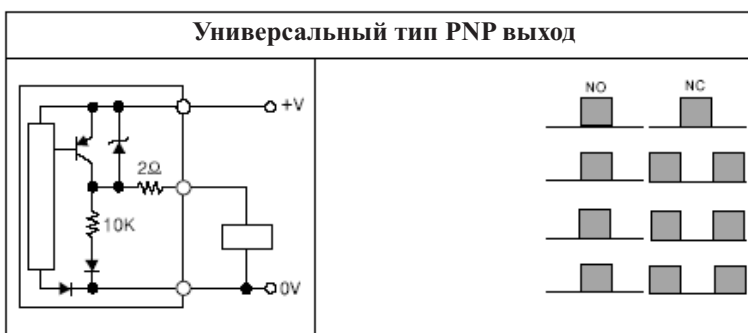 Универсальный тип PNP выход
+V
2Ω
10K
0V
NO NC